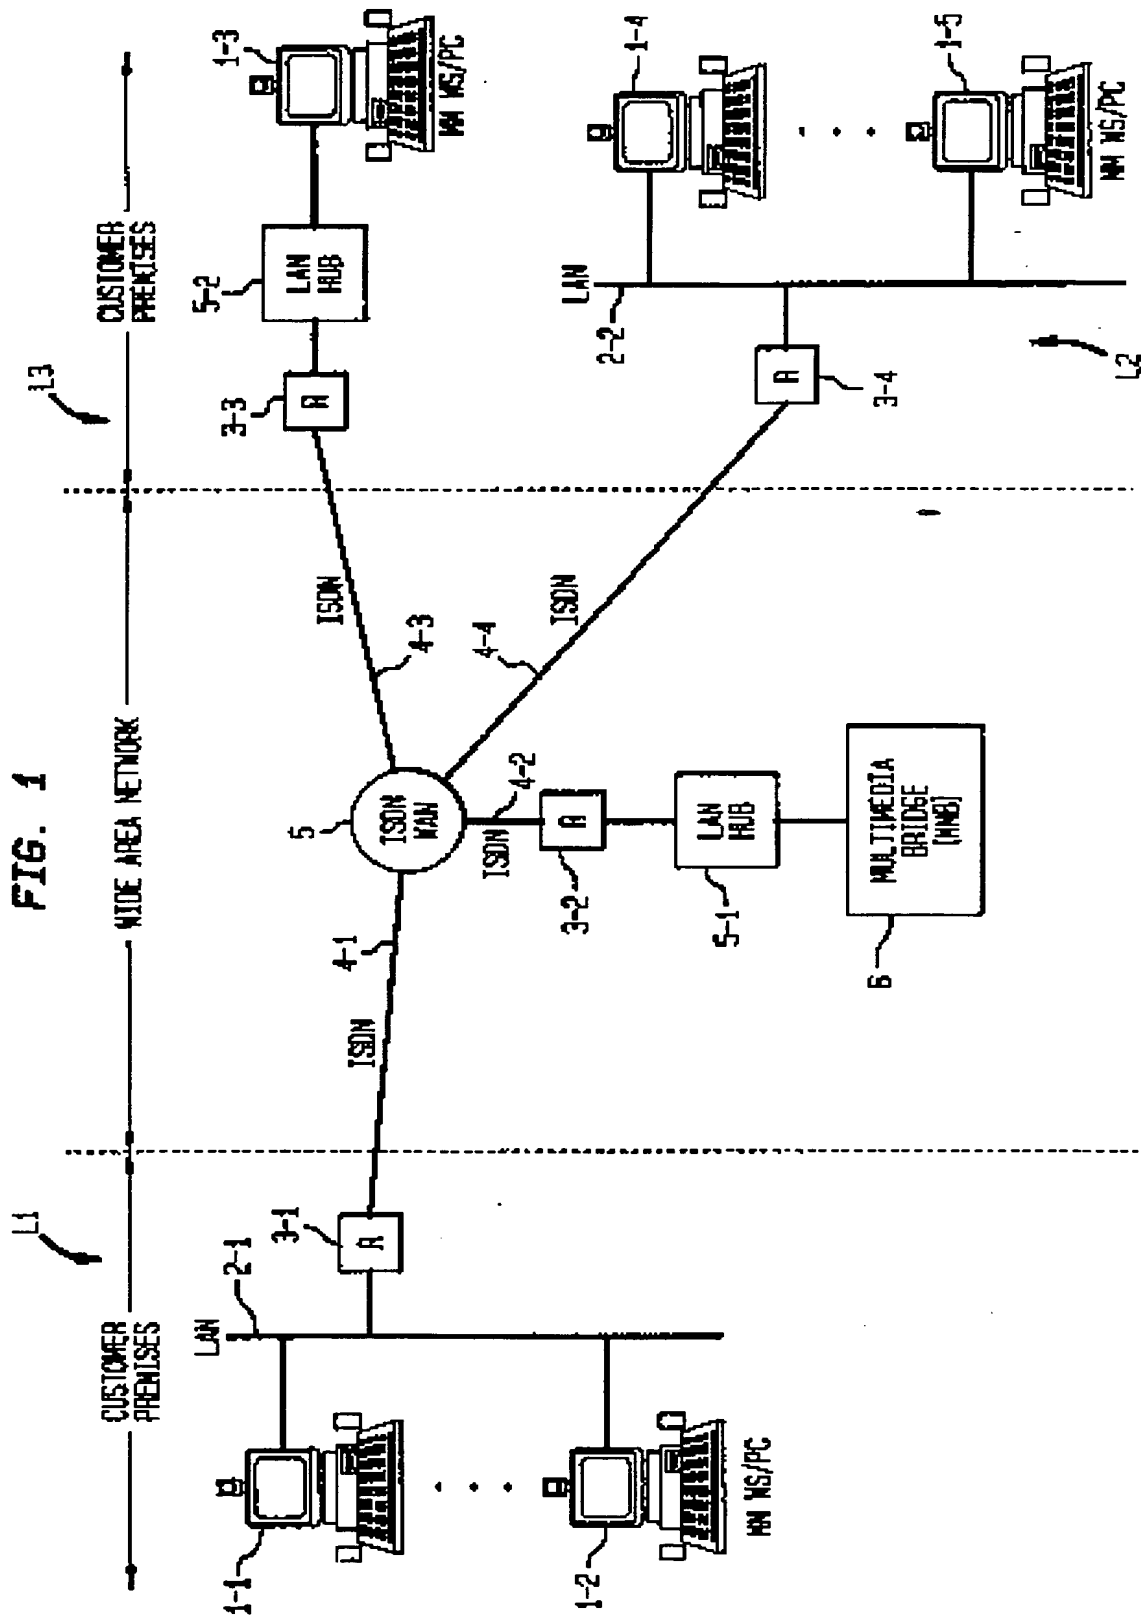 FIG. 1
L1
L3
CUSTOMER
PREMISES
WIDE AREA NETWORK
CUSTOMER
PREMISES
1-1
LAN
2-1
3-1
A
ISDN
4-1
5
ISDN
WAN
ISDN
4-3
3-3
A
5-2
LAN
HUB
1-3
MM WS/PC
1-2
MM WS/PC
ISDN
4-2
3-2
A
5-1
LAN
HUB
6
MULTIMEDIA
BRIDGE
(MMB)
4-4
ISDN
A
3-4
LAN
2-2
1-4
1-5
MM WS/PC
L2